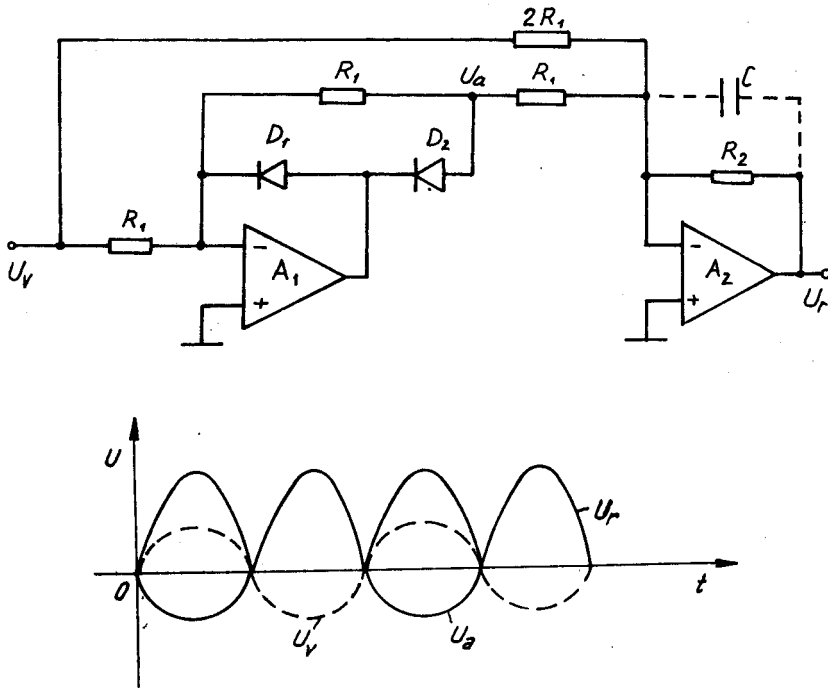 2R₁
R₁ Uₐ R₁ C
D₁ D₂ R₂
R₁
Uᵥ - A₁ + - A₂ + Uᵣ
U
Uᵣ
0 t
Uᵥ Uₐ